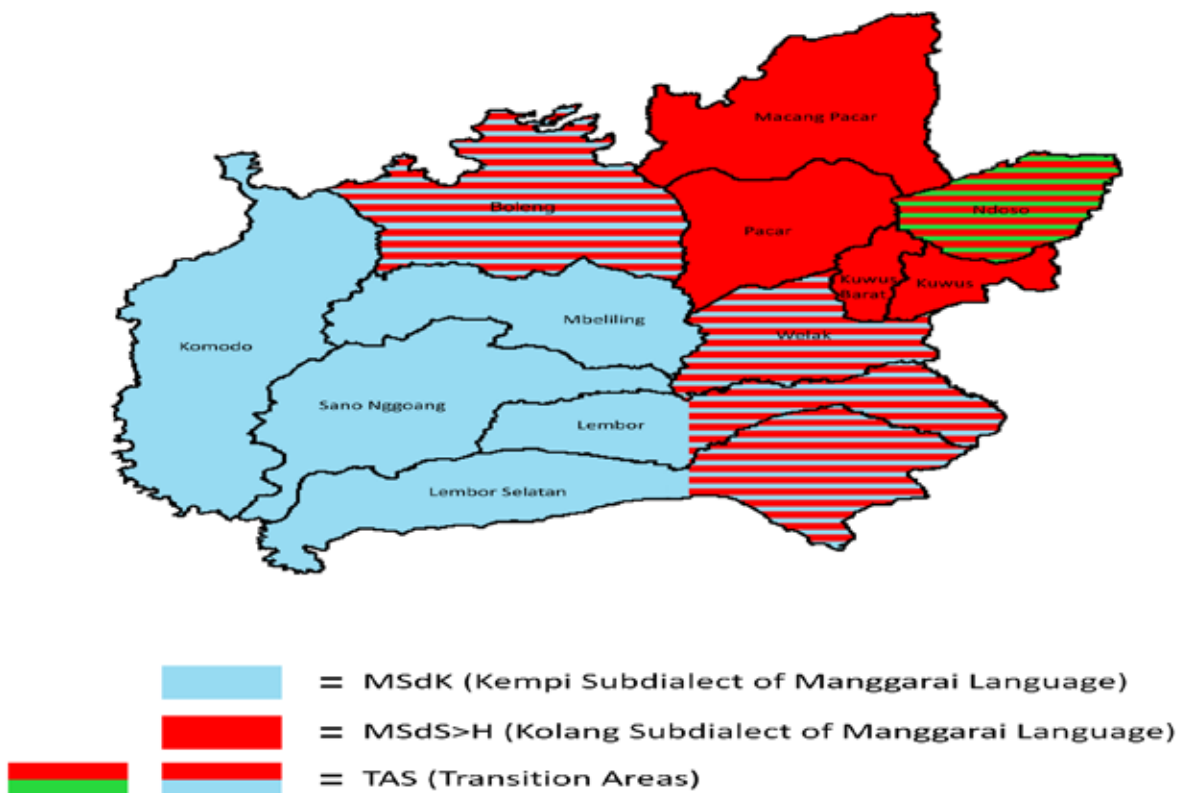 Macang Pacar
Boleng
Ndoso
Pacar
Kuwus
Barat
Kuwus
Mbeliling
Welak
Komodo
Sano Nggoang
Lembor
Lembor Selatan
= MSdK (Kempi Subdialect of Manggarai Language)
= MSdS>H (Kolang Subdialect of Manggarai Language)
= TAS (Transition Areas)